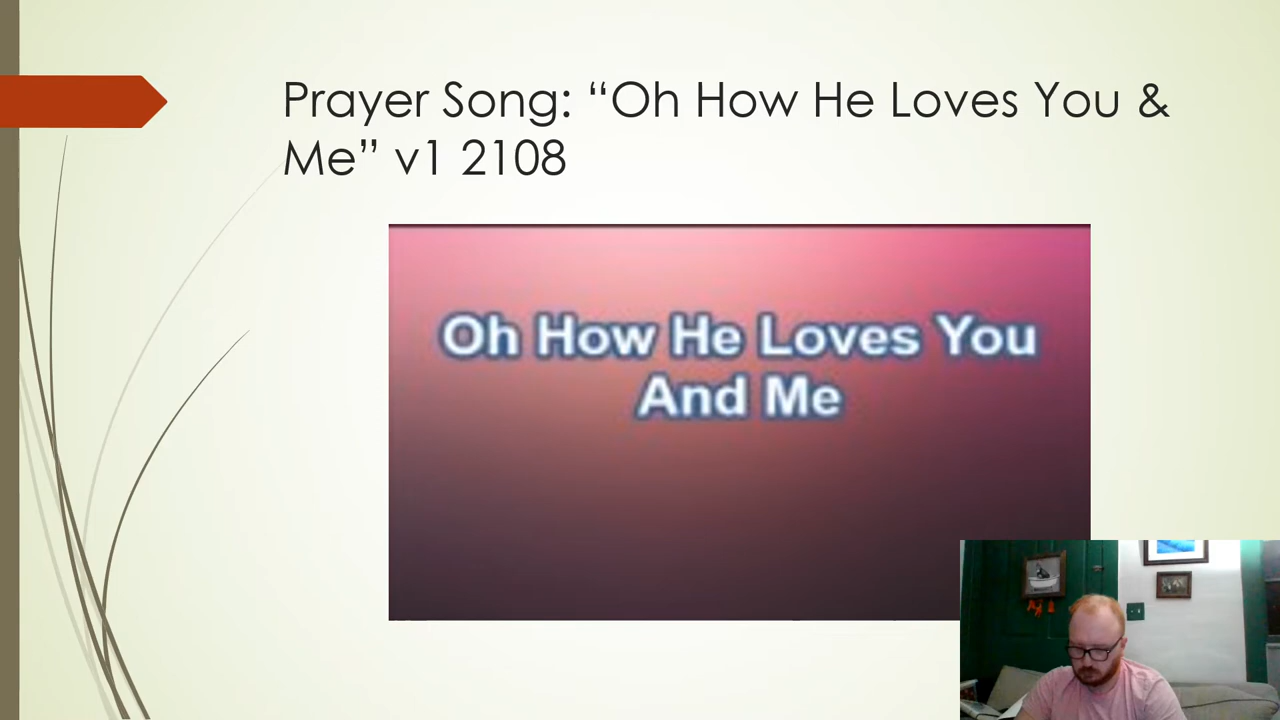 Prayer Song: “Oh How He Loves You &
Me” v1 2108
Oh How He Loves You
And Me